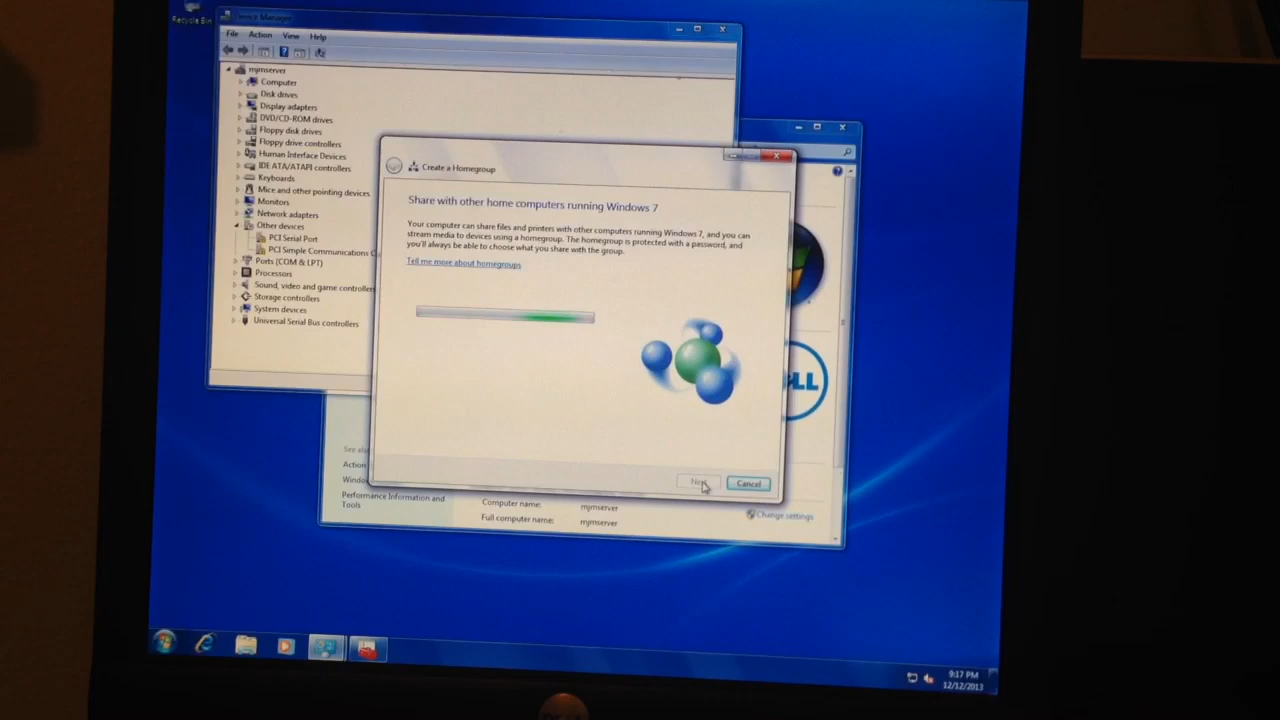 Recycle Bin
Device Manager
File Action View Help
mjmserver
Computer
Disk drives
Display adapters
DVD/CD-ROM drives
Floppy disk drives
Floppy drive controllers
Human Interface Devices
IDE ATA/ATAPI controllers
Keyboards
Mice and other pointing devices
Monitors
Network adapters
Other devices
PCI Serial Port
PCI Simple Communications C
Ports (COM & LPT)
Processors
Sound, video and game controllers
Storage controllers
System devices
Universal Serial Bus controllers
Create a Homegroup
Share with other home computers running Windows 7
Your computer can share files and printers with other computers running Windows 7, and you can
stream media to devices using a homegroup. The homegroup is protected with a password, and
you'll always be able to choose what you share with the group.
Tell me more about homegroups
Next
Cancel
See als
Action
Windo
Performance Information and
Tools
Computer name: mjmserver
Full computer name: mjmserver
Change settings
9:17 PM
12/12/2013